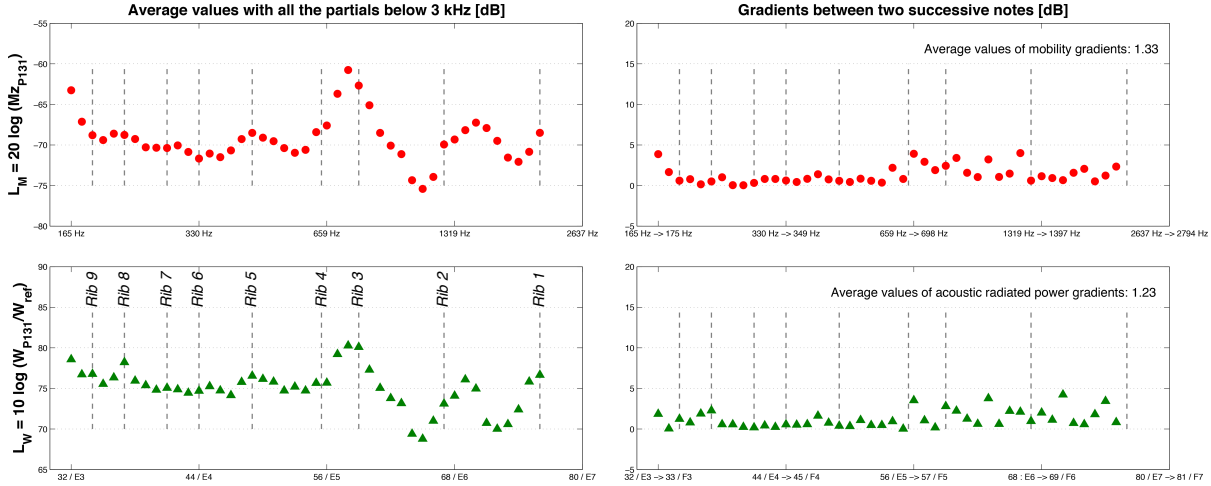 Average values with all the partials below 3 kHz [dB]
Gradients between two successive notes [dB]
L_M = 20 log (Mz_P131)
−55
−60
−65
−70
−75
−80
165 Hz
330 Hz
659 Hz
1319 Hz
2637 Hz
20
15
10
5
0
−5
Average values of mobility gradients: 1.33
165 Hz −> 175 Hz
330 Hz −> 349 Hz
659 Hz −> 698 Hz
1319 Hz −> 1397 Hz
2637 Hz −> 2794 Hz
L_W = 10 log (W_P131/W_ref)
90
85
80
75
70
65
Rib 9
Rib 8
Rib 7
Rib 6
Rib 5
Rib 4
Rib 3
Rib 2
Rib 1
32 / E3
44 / E4
56 / E5
68 / E6
80 / E7
20
15
10
5
0
−5
Average values of acoustic radiated power gradients: 1.23
32 / E3 −> 33 / F3
44 / E4 −> 45 / F4
56 / E5 −> 57 / F5
68 : E6 −> 69 / F6
80 / E7 −> 81 / F7